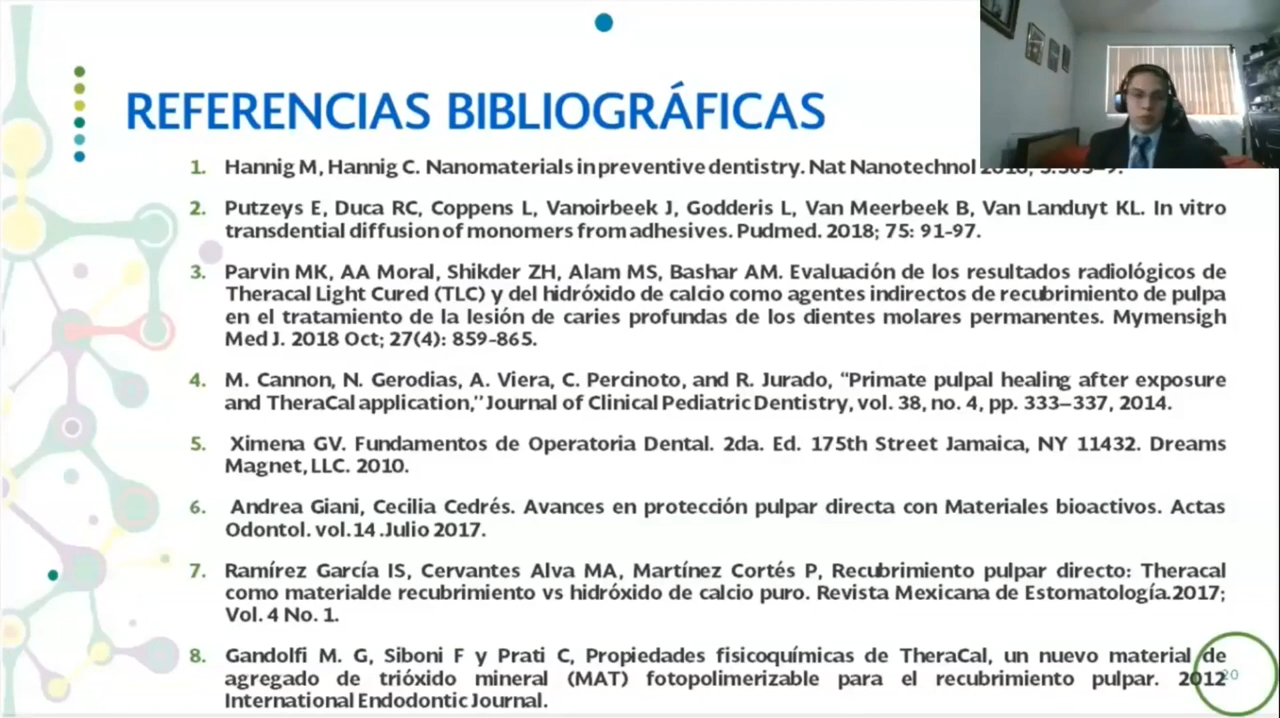 REFERENCIAS BIBLIOGRÁFICAS
1. Hannig M, Hannig C. Nanomaterials in preventive dentistry. Nat Nanotechnol
2. Putzeys E, Duca RC, Coppens L, Vanoirbeek J, Godderis L, Van Meerbeek B, Van Landuyt KL. In vitro
transdential diffusion of monomers from adhesives. Pudmed. 2018; 75: 91-97.
3. Parvin MK, AA Moral, Shikder ZH, Alam MS, Bashar AM. Evaluación de los resultados radiológicos de
Theracal Light Cured (TLC) y del hidróxido de calcio como agentes indirectos de recubrimiento de pulpa
en el tratamiento de la lesión de caries profundas de los dientes molares permanentes. Mymensigh
Med J. 2018 Oct; 27(4): 859-865.
4. M. Cannon, N. Gerodias, A. Viera, C. Percinoto, and R. Jurado, “Primate pulpal healing after exposure
and TheraCal application,” Journal of Clinical Pediatric Dentistry, vol. 38, no. 4, pp. 333–337, 2014.
5. Ximena GV. Fundamentos de Operatoria Dental. 2da. Ed. 175th Street Jamaica, NY 11432. Dreams
Magnet, LLC. 2010.
6. Andrea Giani, Cecilia Cedrés. Avances en protección pulpar directa con Materiales bioactivos. Actas
Odontol. vol.14 .Julio 2017.
7. Ramírez García IS, Cervantes Alva MA, Martínez Cortés P, Recubrimiento pulpar directo: Theracal
como materialde recubrimiento vs hidróxido de calcio puro. Revista Mexicana de Estomatología.2017;
Vol. 4 No. 1.
8. Gandolfi M. G, Siboni F y Prati C, Propiedades fisicoquímicas de TheraCal, un nuevo material de
agregado de trióxido mineral (MAT) fotopolimerizable para el recubrimiento pulpar. 2012
International Endodontic Journal.
20